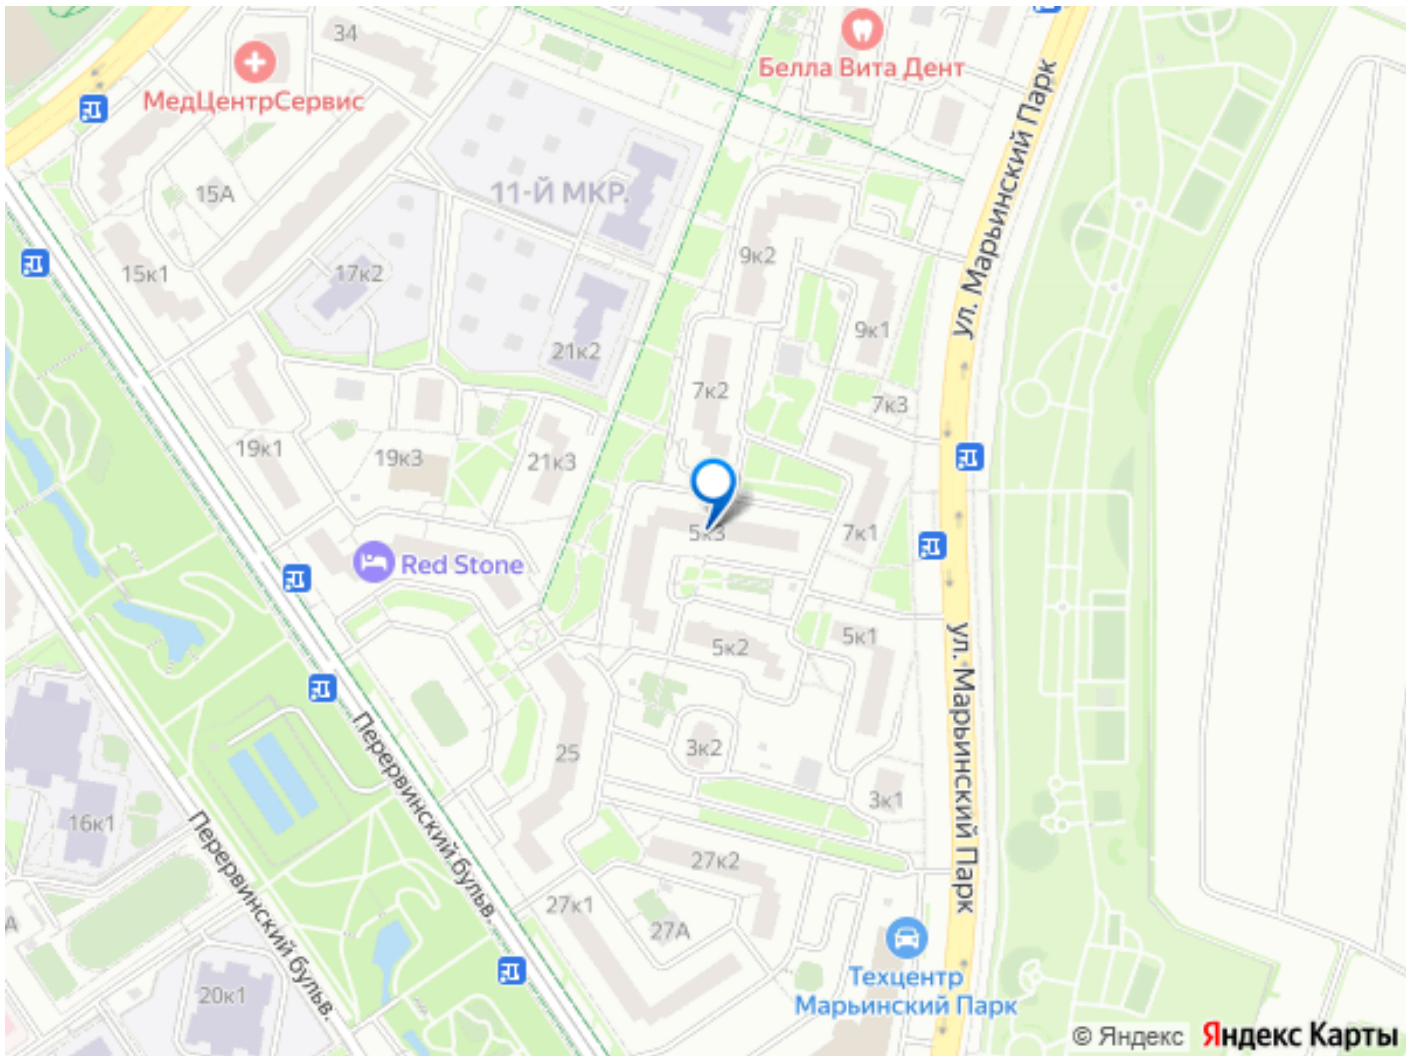 34
Белла Вита Дент
МедЦентрСервис
ул. Марьинский Парк
15А
11-Й МКР.
9к2
15к1
17к2
9к1
21к2
7к2
7к3
19к1
19к3
21к3
5к3
7к1
Red Stone
5к1
5к2
ул. Марьинский Парк
3к2
25
Перервинский бульв.
3к1
16к1
Перервинский бульв.
27к2
27к1
27А
А
Техцентр
Марьинский Парк
20к1
© Яндекс Яндекс Карты